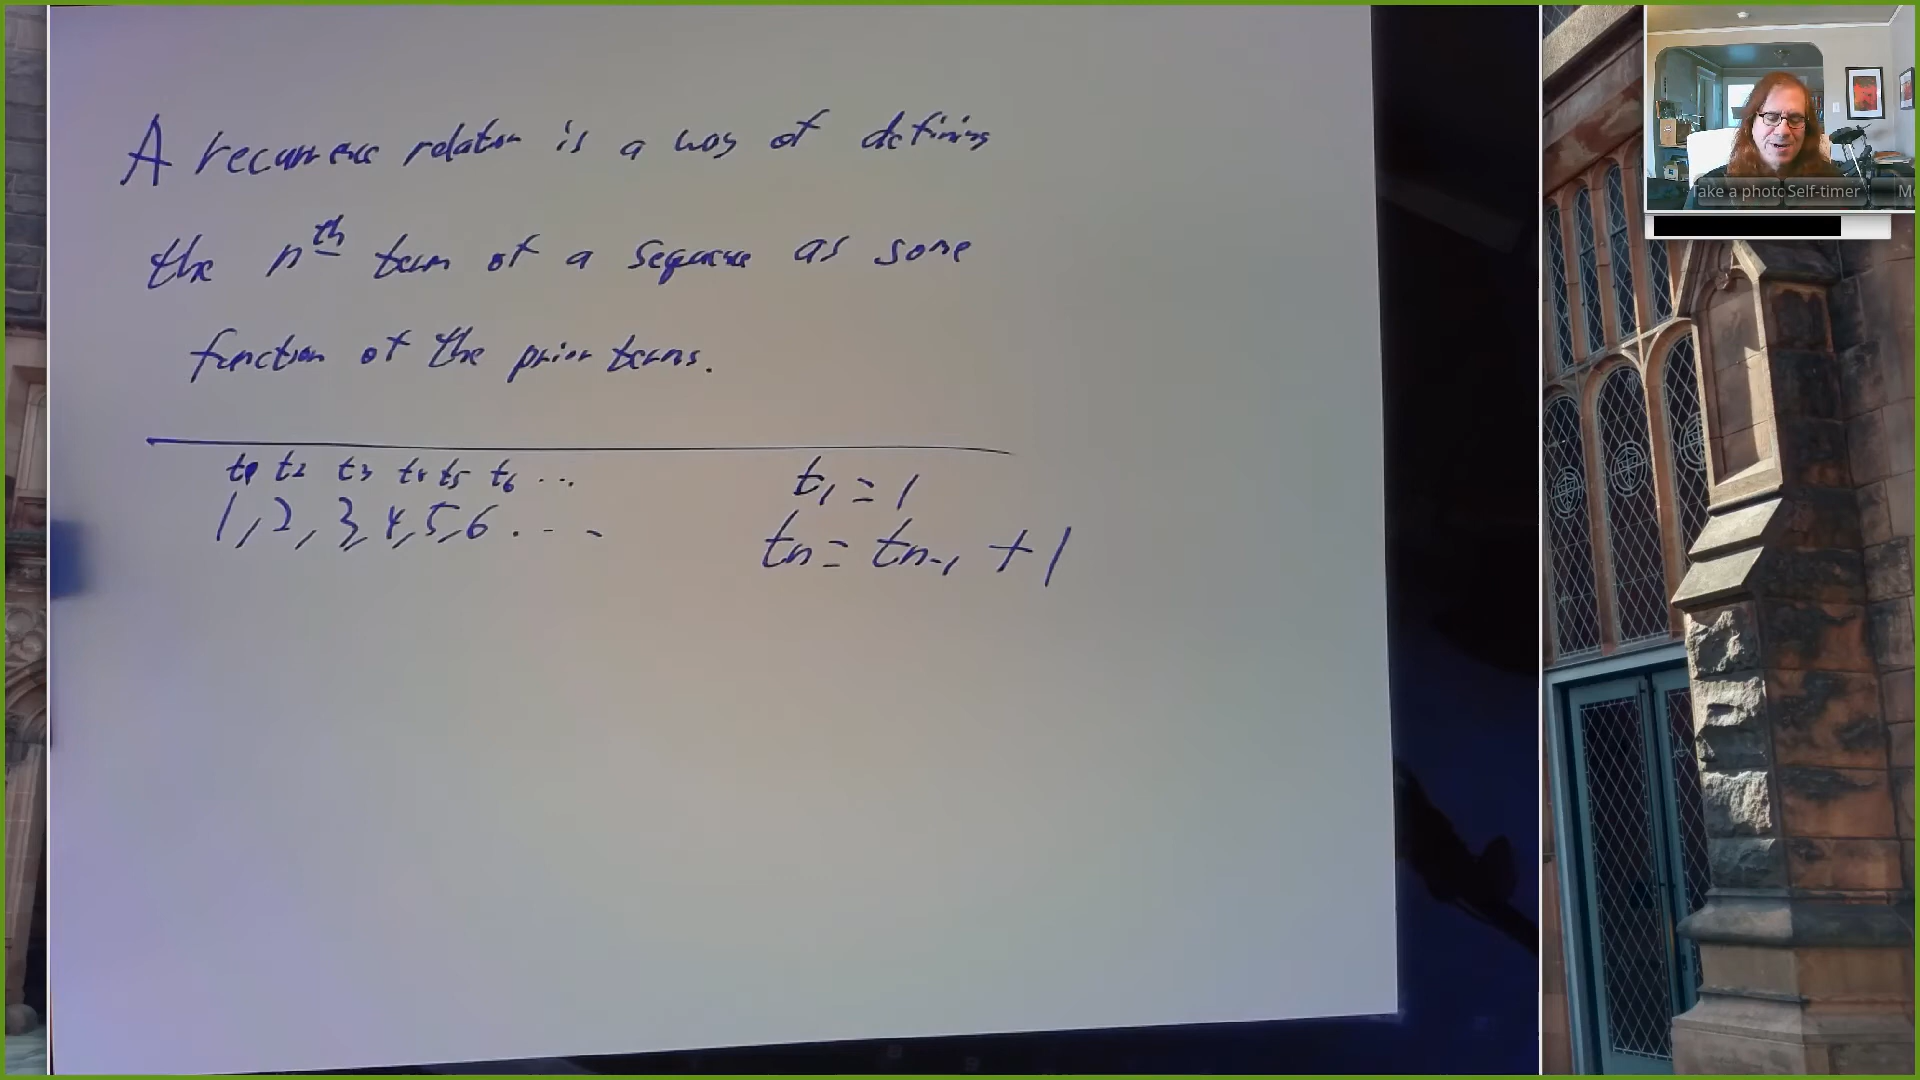 A recurrence relation is a way of defining
the nth term of a sequence as some
function of the prior terms.
t1 t2 t3 t4 t5 t6 ...
1, 2, 3, 4, 5, 6 . . .
t1 = 1
tn = tn-1 + 1
Take a photo Self-timer